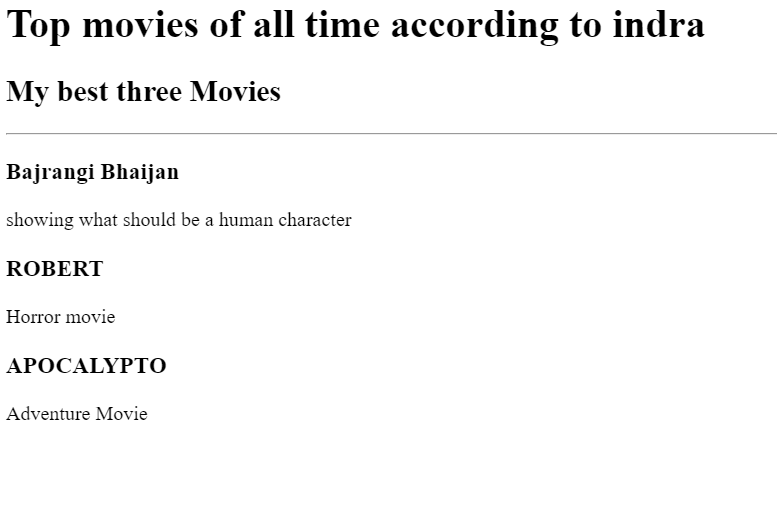 Top movies of all time according to indra
My best three Movies
Bajrangi Bhaijan
showing what should be a human character
ROBERT
Horror movie
APOCALYPTO
Adventure Movie